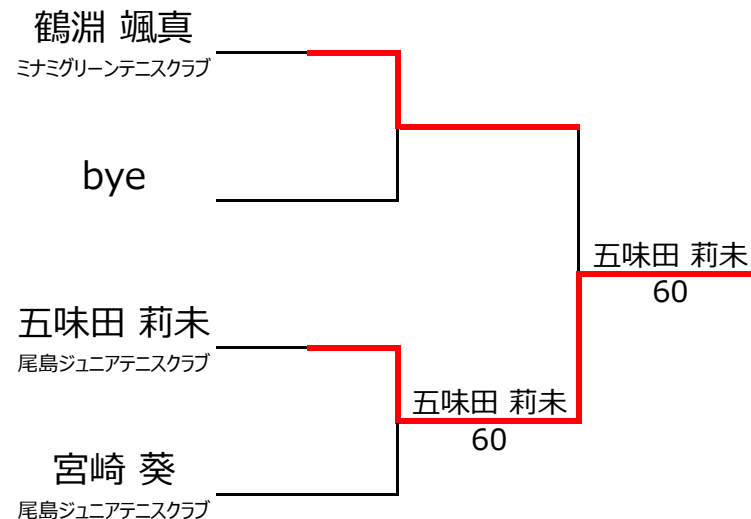 鶴淵 颯真
ミナミグリーンテニスクラブ
bye
五味田 莉未
60
五味田 莉未
尾島ジュニアテニスクラブ
五味田 莉未
60
宮崎 葵
尾島ジュニアテニスクラブ